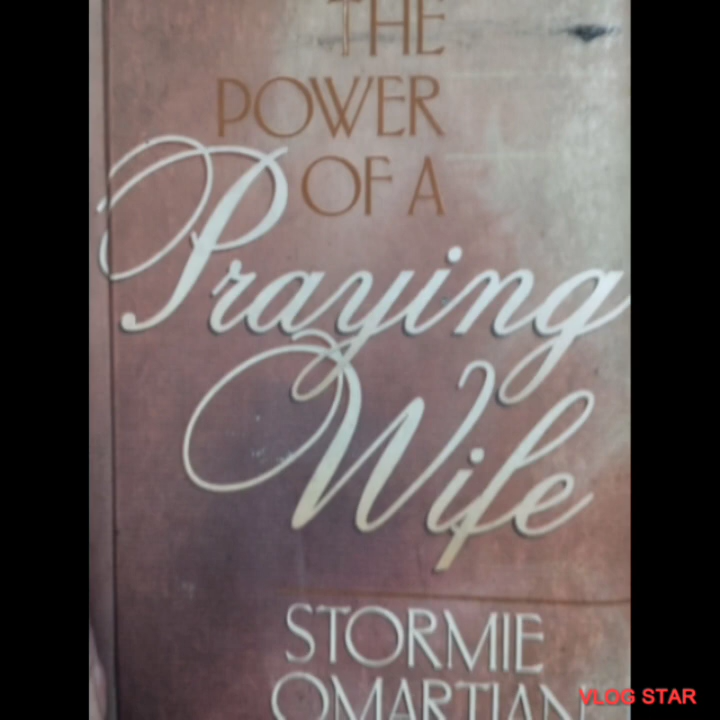 THE
POWER
OF A
Praying
Wife
STORMIE
OMARTIAN
VLOG STAR